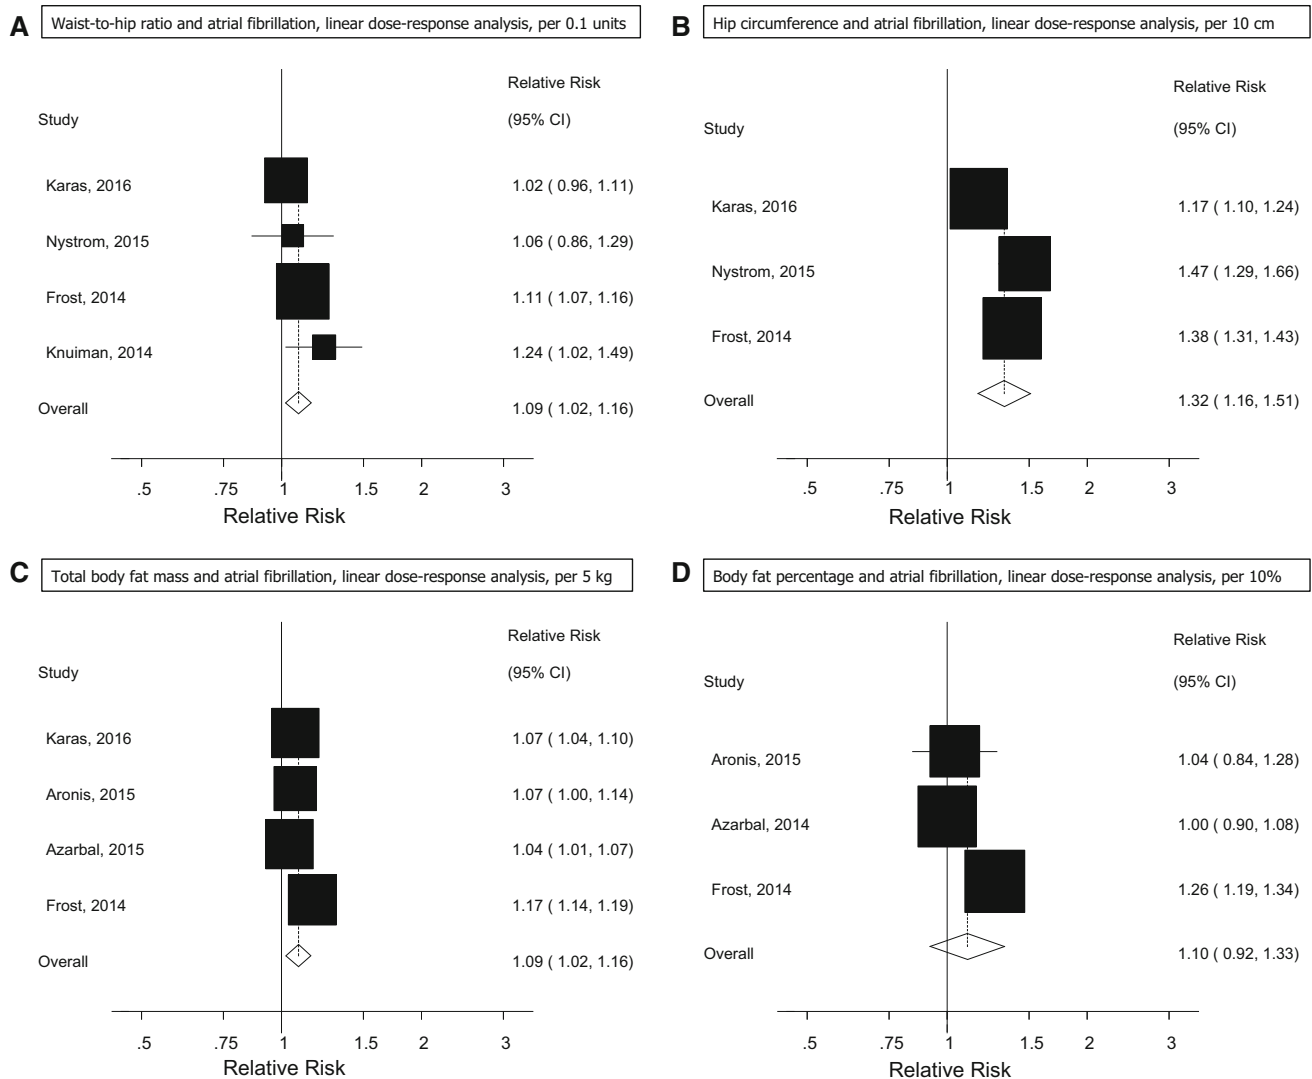 A
Waist-to-hip ratio and atrial fibrillation, linear dose-response analysis, per 0.1 units
Relative Risk
Study
(95% CI)
Karas, 2016
1.02 ( 0.96, 1.11)
Nystrom, 2015
1.06 ( 0.86, 1.29)
Frost, 2014
1.11 ( 1.07, 1.16)
Knuiman, 2014
1.24 ( 1.02, 1.49)
Overall
1.09 ( 1.02, 1.16)
.5 .75 1 1.5 2 3
Relative Risk
B
Hip circumference and atrial fibrillation, linear dose-response analysis, per 10 cm
Relative Risk
Study
(95% CI)
Karas, 2016
1.17 ( 1.10, 1.24)
Nystrom, 2015
1.47 ( 1.29, 1.66)
Frost, 2014
1.38 ( 1.31, 1.43)
Overall
1.32 ( 1.16, 1.51)
.5 .75 1 1.5 2 3
Relative Risk
C
Total body fat mass and atrial fibrillation, linear dose-response analysis, per 5 kg
Relative Risk
Study
(95% CI)
Karas, 2016
1.07 ( 1.04, 1.10)
Aronis, 2015
1.07 ( 1.00, 1.14)
Azarbal, 2015
1.04 ( 1.01, 1.07)
Frost, 2014
1.17 ( 1.14, 1.19)
Overall
1.09 ( 1.02, 1.16)
.5 .75 1 1.5 2 3
Relative Risk
D
Body fat percentage and atrial fibrillation, linear dose-response analysis, per 10%
Relative Risk
Study
(95% CI)
Aronis, 2015
1.04 ( 0.84, 1.28)
Azarbal, 2014
1.00 ( 0.90, 1.08)
Frost, 2014
1.26 ( 1.19, 1.34)
Overall
1.10 ( 0.92, 1.33)
.5 .75 1 1.5 2 3
Relative Risk